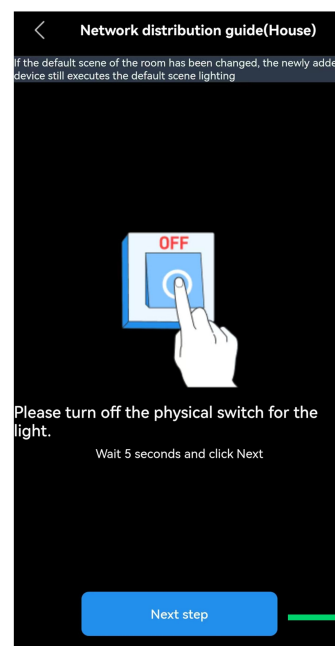 Network distribution guide(House)
If the default scene of the room has been changed, the newly adde
device still executes the default scene lighting
OFF
Please turn off the physical switch for the
light.
Wait 5 seconds and click Next
Next step